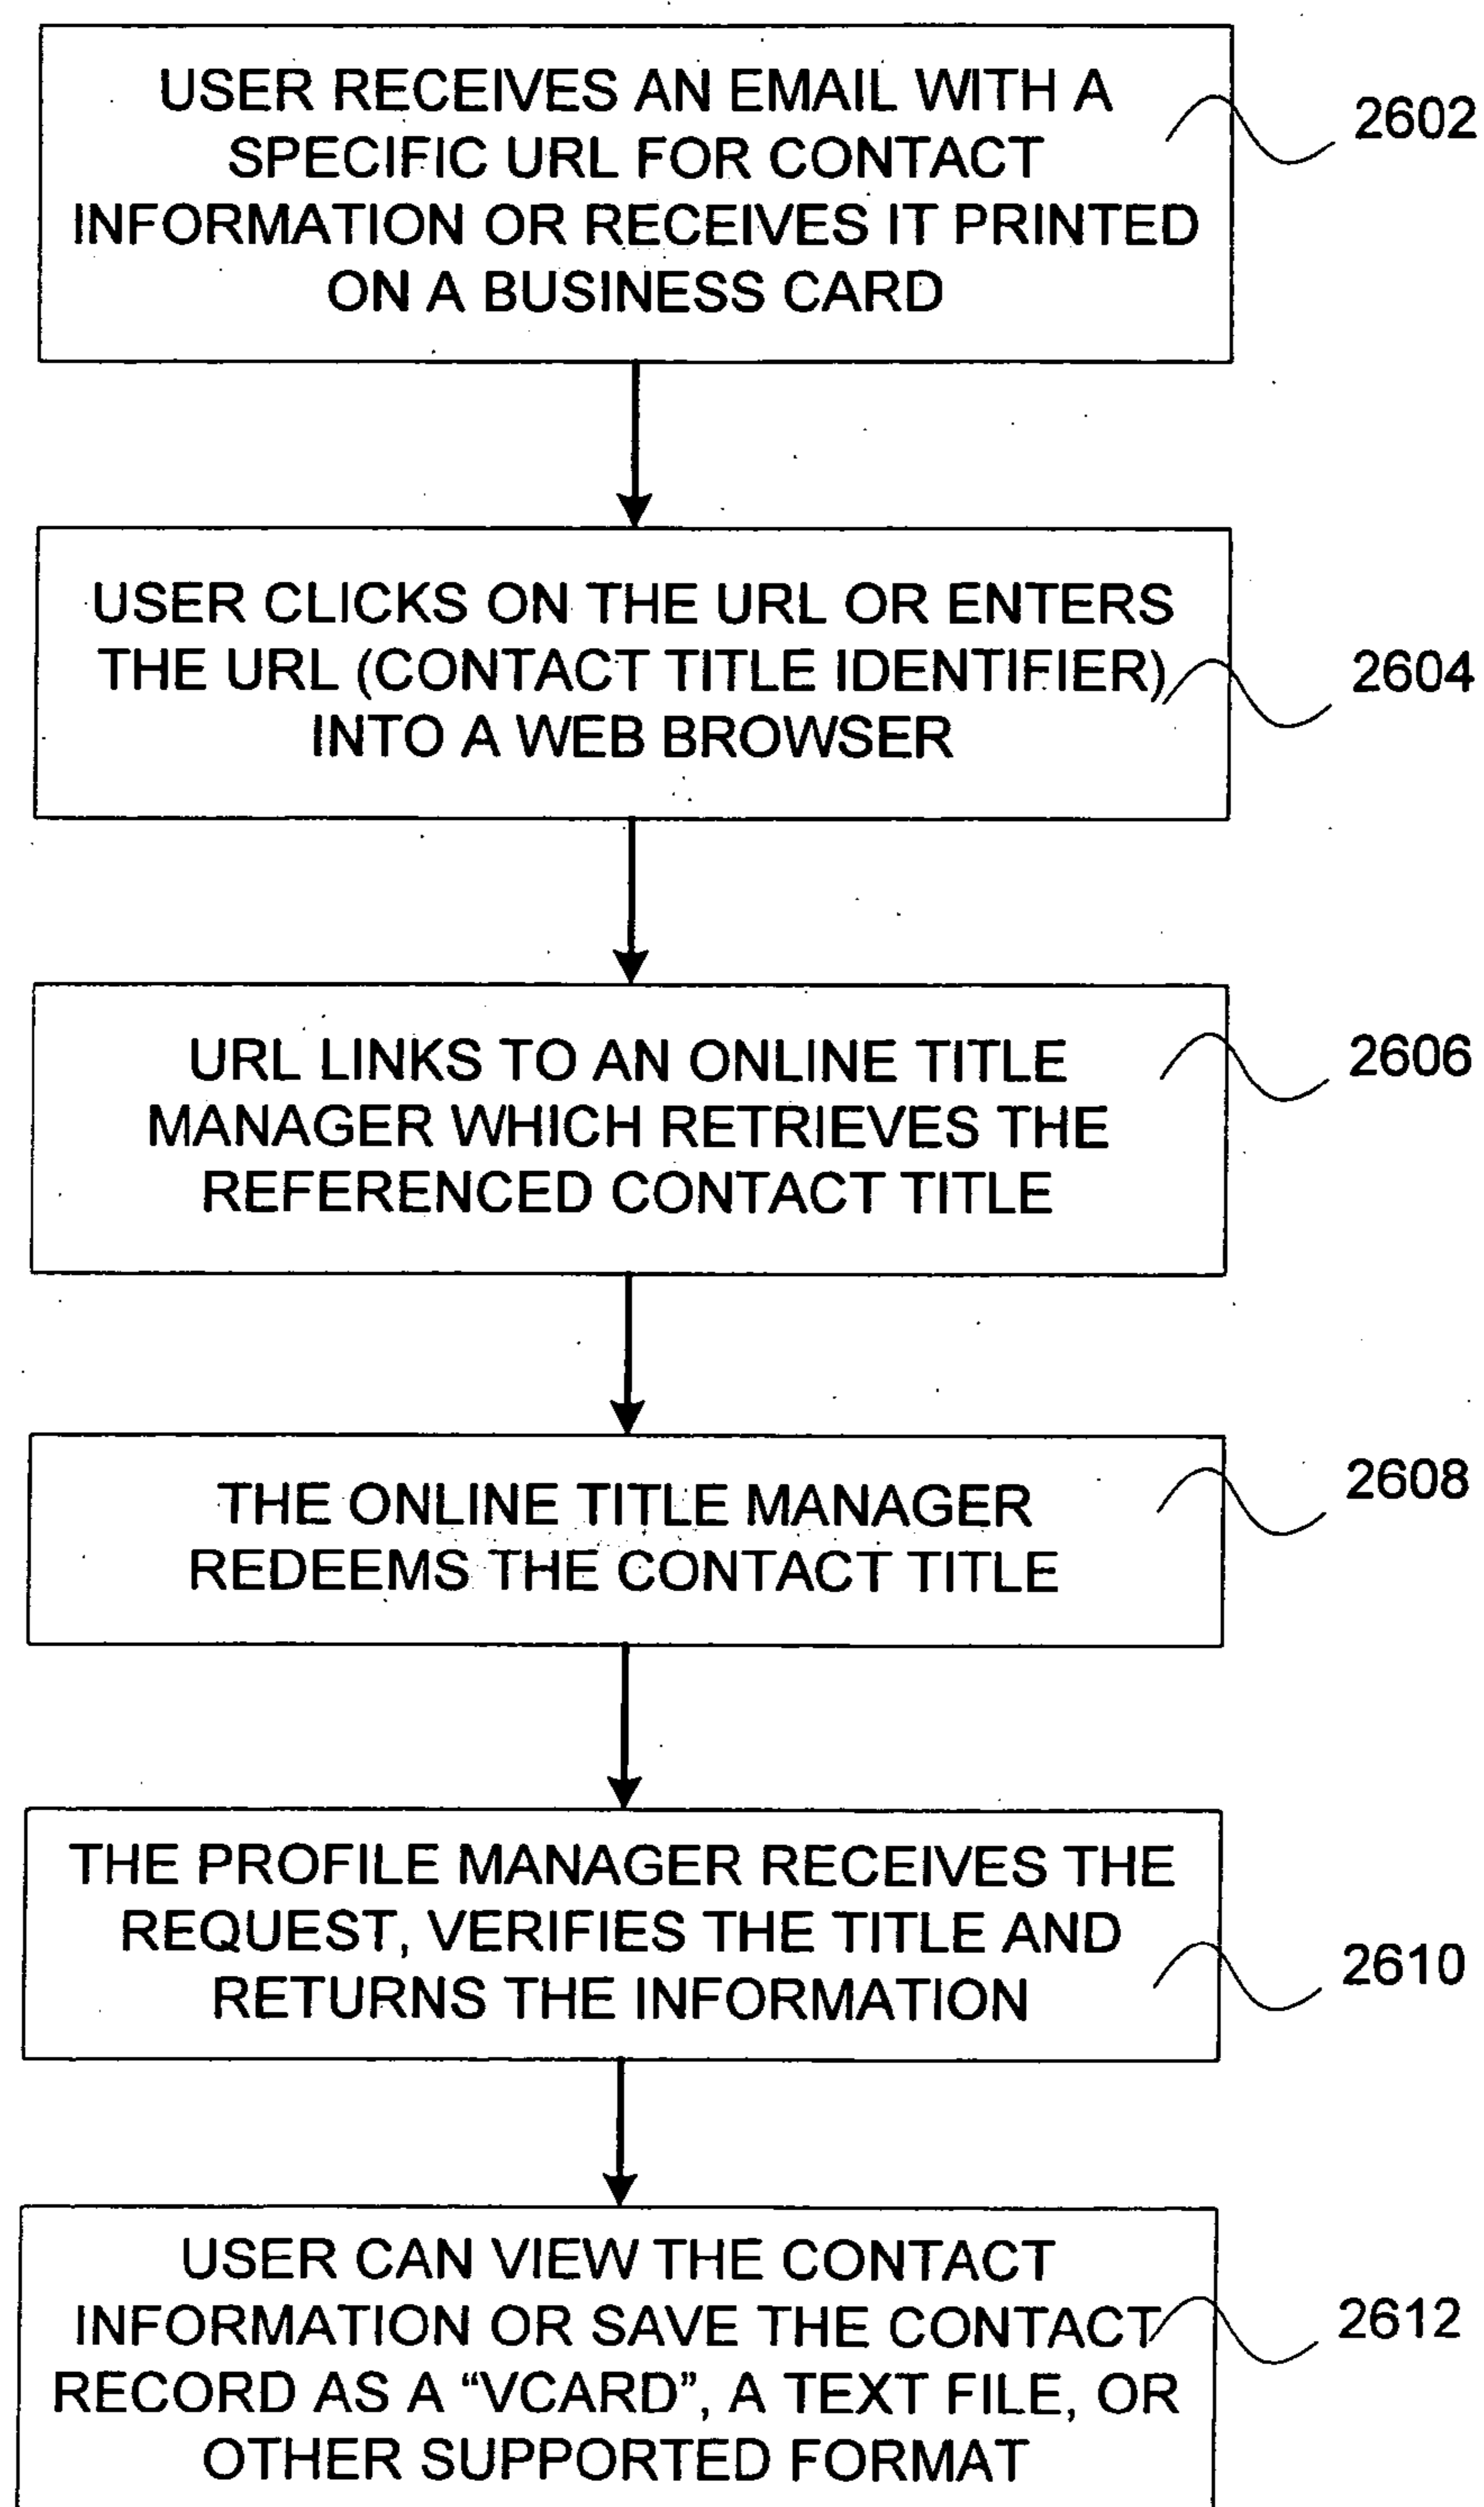 USER RECEIVES AN EMAIL WITH A
SPECIFIC URL FOR CONTACT
INFORMATION OR RECEIVES IT PRINTED
ON A BUSINESS CARD
2602
USER CLICKS ON THE URL OR ENTERS
THE URL (CONTACT TITLE IDENTIFIER)
INTO A WEB BROWSER
2604
URL LINKS TO AN ONLINE TITLE
MANAGER WHICH RETRIEVES THE
REFERENCED CONTACT TITLE
2606
THE ONLINE TITLE MANAGER
REDEEMS THE CONTACT TITLE
2608
THE PROFILE MANAGER RECEIVES THE
REQUEST, VERIFIES THE TITLE AND
RETURNS THE INFORMATION
2610
USER CAN VIEW THE CONTACT
INFORMATION OR SAVE THE CONTACT
RECORD AS A “VCARD”, A TEXT FILE, OR
OTHER SUPPORTED FORMAT
2612